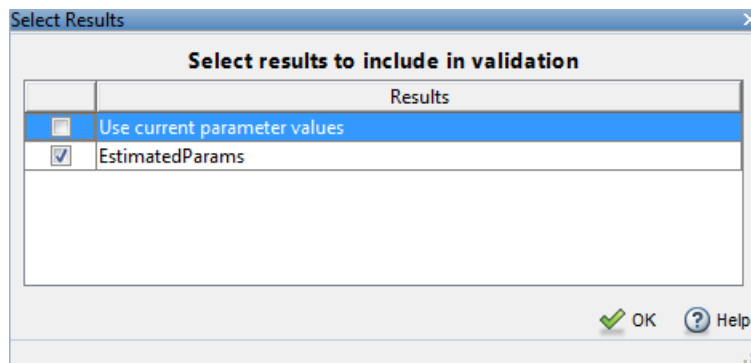 Select Results
Select results to include in validation
Results
Use current parameter values
EstimatedParams
OK Help